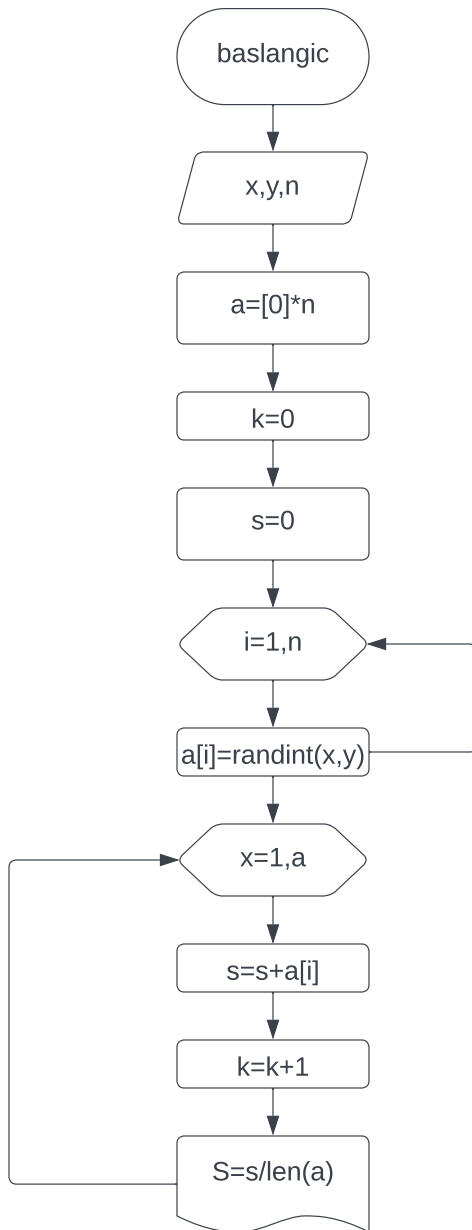 baslangic
x,y,n
a=[0]*n
k=0
s=0
i=1,n
a[i]=randint(x,y)
x=1,a
s=s+a[i]
k=k+1
S=s/len(a)